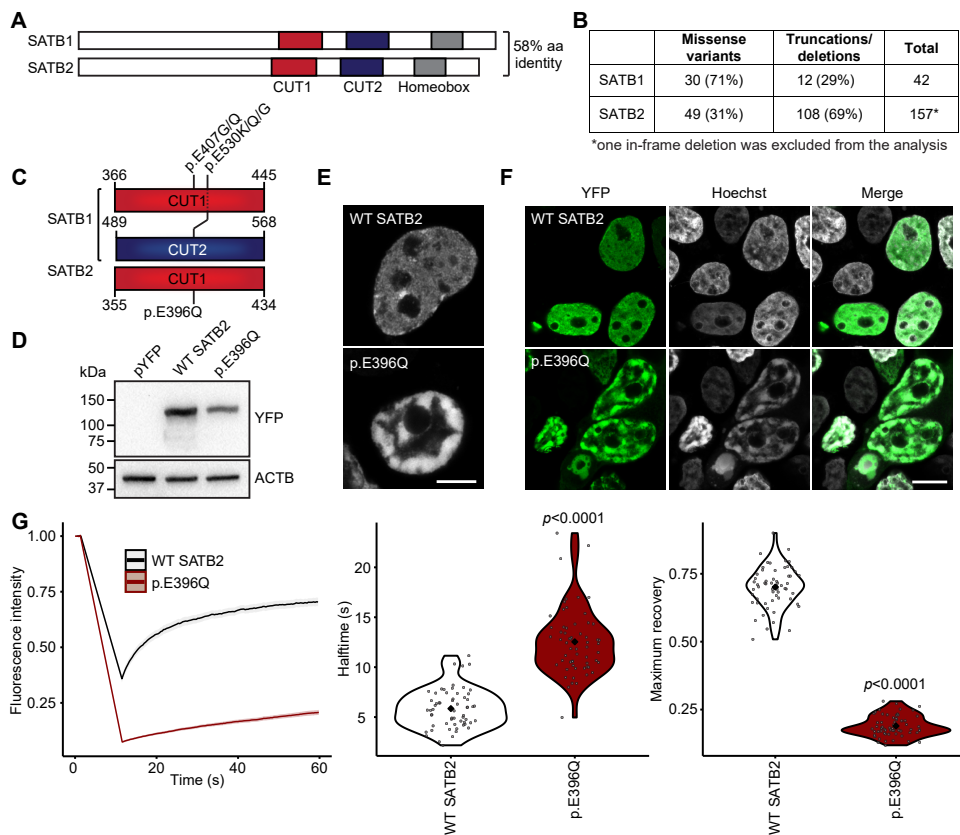 A
SATB1
SATB2
58% aa
identity
CUT1
CUT2
Homeobox
B
Missense
variants
Truncations/
deletions
Total
SATB1
30 (71%)
12 (29%)
42
SATB2
49 (31%)
108 (69%)
157*
*one in-frame deletion was excluded from the analysis
C
p.E407G/Q
p.E530K/Q/G
366
445
CUT1
SATB1
489
568
CUT2
SATB2
CUT1
355
434
p.E396Q
D
pYFP
WT SATB2
p.E396Q
kDa
150
100
75
YFP
50
37
ACTB
E
WT SATB2
p.E396Q
F
YFP
Hoechst
Merge
WT SATB2
p.E396Q
G
Fluorescence intensity
1.00
0.75
0.50
0.25
WT SATB2
p.E396Q
0
20
40
60
Time (s)
Halftime (s)
20
15
10
5
p<0.0001
WT SATB2
p.E396Q
Maximum recovery
0.75
0.50
0.25
p<0.0001
WT SATB2
p.E396Q